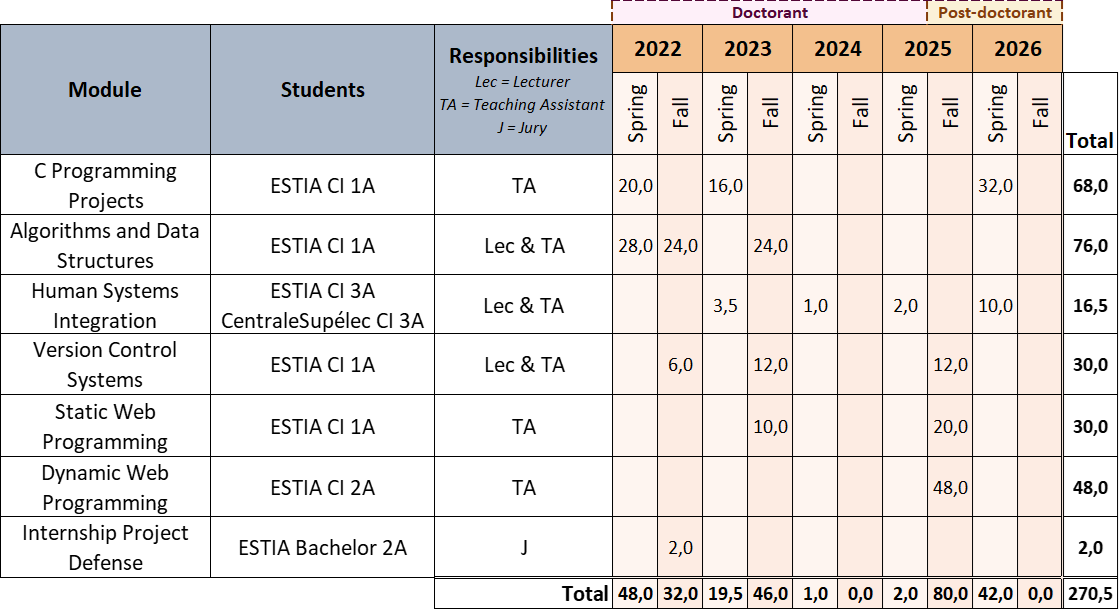 Doctorant Post-doctorant
Module Students Responsibilities 2022 2023 2024 2025 2026
Lec = Lecturer
TA = Teaching Assistant
J = Jury
Spring Fall Spring Fall Spring Fall Spring Fall Spring Fall Total
C Programming
Projects
ESTIA CI 1A TA 20,0 16,0 32,0 68,0
Algorithms and Data
Structures
ESTIA CI 1A Lec & TA 28,0 24,0 24,0 76,0
Human Systems
Integration
ESTIA CI 3A
CentraleSupélec CI 3A
Lec & TA 3,5 1,0 2,0 10,0 16,5
Version Control
Systems
ESTIA CI 1A Lec & TA 6,0 12,0 12,0 30,0
Static Web
Programming
ESTIA CI 1A TA 10,0 20,0 30,0
Dynamic Web
Programming
ESTIA CI 2A TA 48,0 48,0
Internship Project
Defense
ESTIA Bachelor 2A J 2,0 2,0
Total 48,0 32,0 19,5 46,0 1,0 0,0 2,0 80,0 42,0 0,0 270,5